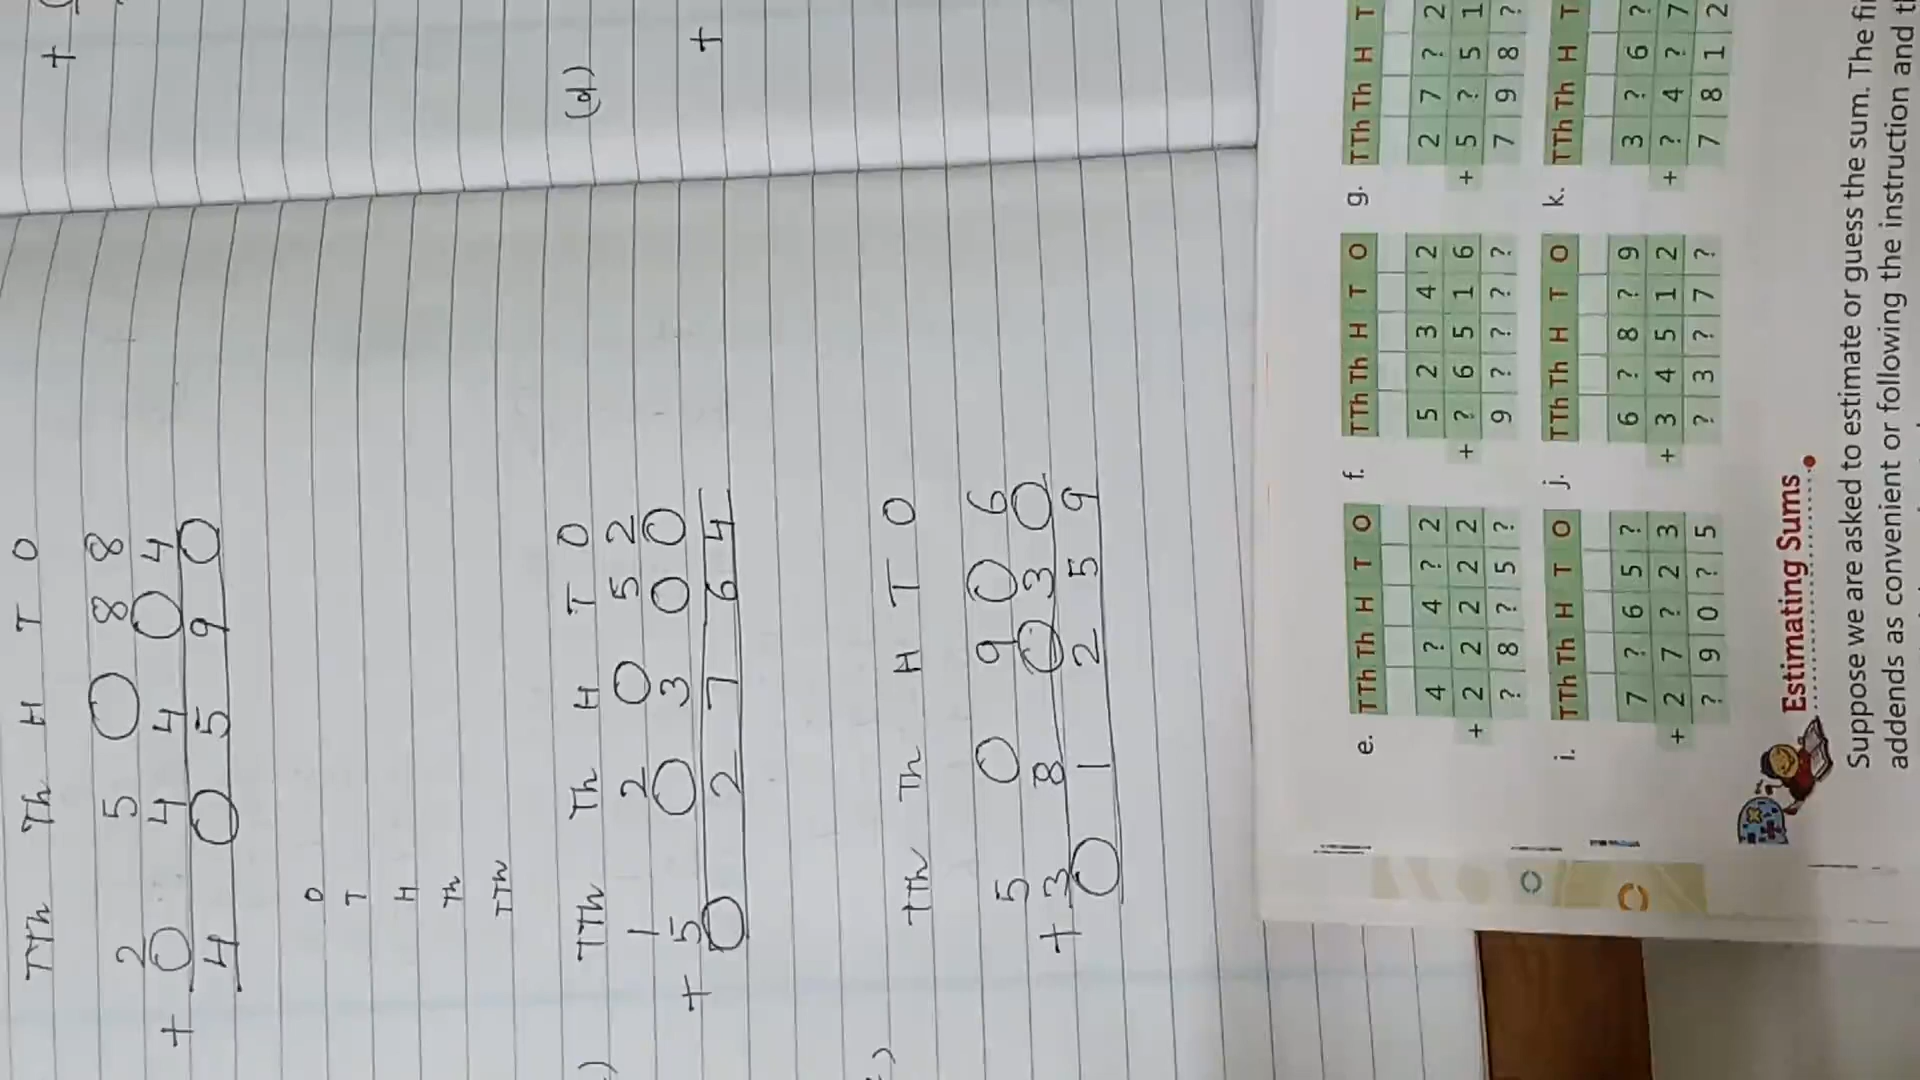 TTh Th H T O
2 5 O 8 8
+ O 4 4 O 4
4 O 5 9 O
O
T
H
Th
TTh
TTh Th H T O
1 2 O 5 2
+ 5 O 3 O O
O 2 7 6 4
TTh Th H T O
5 O 9 O 6
+ 3 8 O 3 O
O 1 2 5 9
+
(d)
+
e. TTh Th H T O
4 ? 4 ? 2
+ 2 2 2 2 2
? 8 ? 5 ?
f. TTh Th H T O
5 2 3 4 2
+ ? 6 5 1 6
9 ? ? ? ?
g. TTh Th H T
2 7 ? 2
+ 5 ? 5 1
7 9 8 ?
i. TTh Th H T O
7 ? 6 5 ?
+ 2 7 ? 2 3
? 9 0 ? 5
j. TTh Th H T O
6 ? 8 ? 9
+ 3 4 5 1 2
? 3 ? 7 ?
k. TTh Th H T
3 ? 6 ?
+ ? 4 ? 7
7 8 1 2
Estimating Sums
Suppose we are asked to estimate or guess the sum. The
addends as convenient or following the instruction and